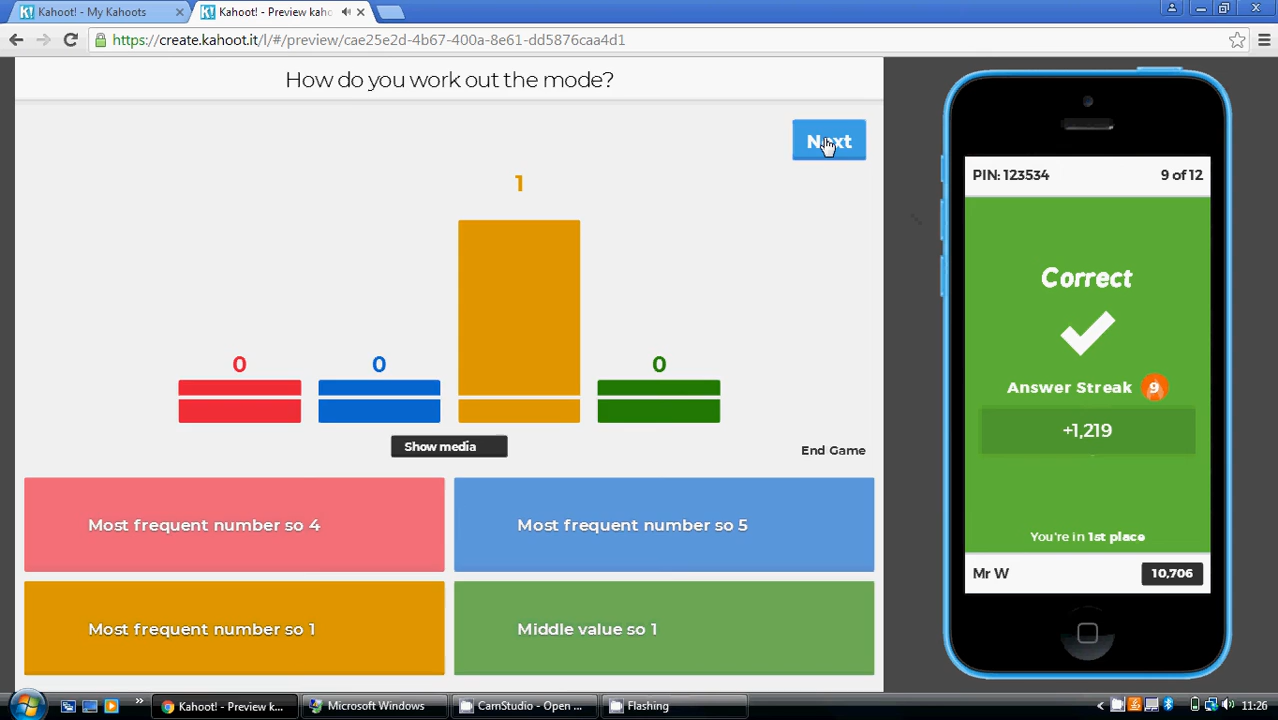 Kahoot! - My Kahoots
Kahoot! - Preview kaho
https://create.kahoot.it/l/#/preview/cae25e2d-4b67-400a-8e61-dd5876caa4d1
How do you work out the mode?
Next
1
0
0
0
Show media
End Game
Most frequent number so 4
Most frequent number so 5
Most frequent number so 1
Middle value so 1
PIN: 123534
9 of 12
Correct
Answer Streak 9
+1,219
You're in 1st place
Mr W
10,706
Kahoot! - Preview k...
Microsoft Windows
CamStudio - Open ...
Flashing
11:26